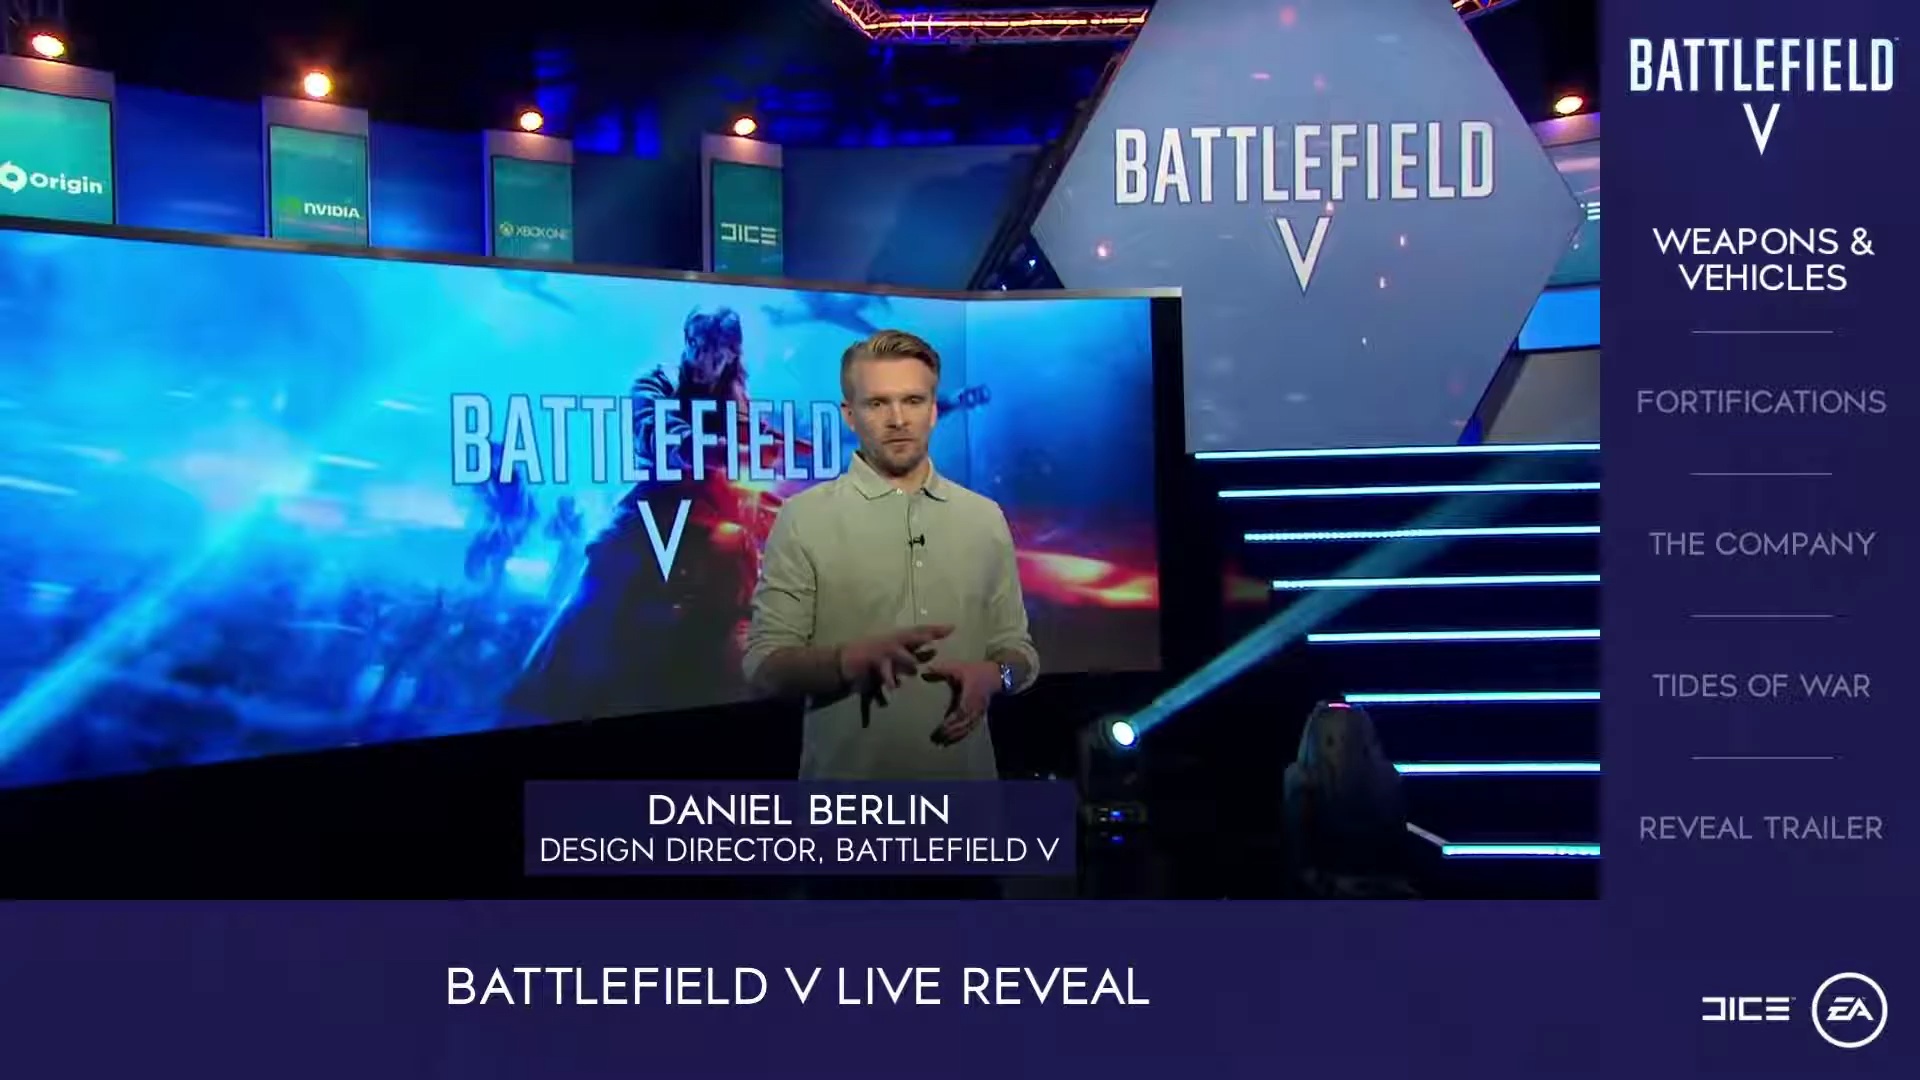 Origin
NVIDIA
XBOX ONE
DICE
BATTLEFIELD
V
BATTLEFIELD
V
DANIEL BERLIN
DESIGN DIRECTOR, BATTLEFIELD V
BATTLEFIELD V LIVE REVEAL
BATTLEFIELD
V
WEAPONS &
VEHICLES
FORTIFICATIONS
THE COMPANY
TIDES OF WAR
REVEAL TRAILER
DICE
EA